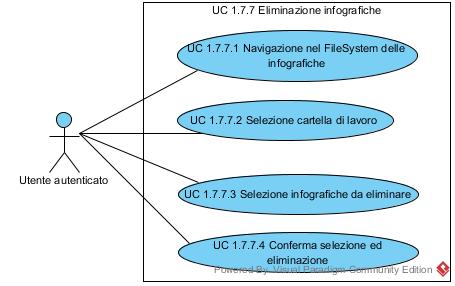 UC 1.7.7 Eliminazione infografiche
UC 1.7.7.1 Navigazione nel FileSystem delle
infografiche
UC 1.7.7.2 Selezione cartella di lavoro
Utente autenticato
UC 1.7.7.3 Selezione infografiche da eliminare
UC 1.7.7.4 Conferma selezione ed
eliminazione
Powered By Visual Paradigm Community Edition